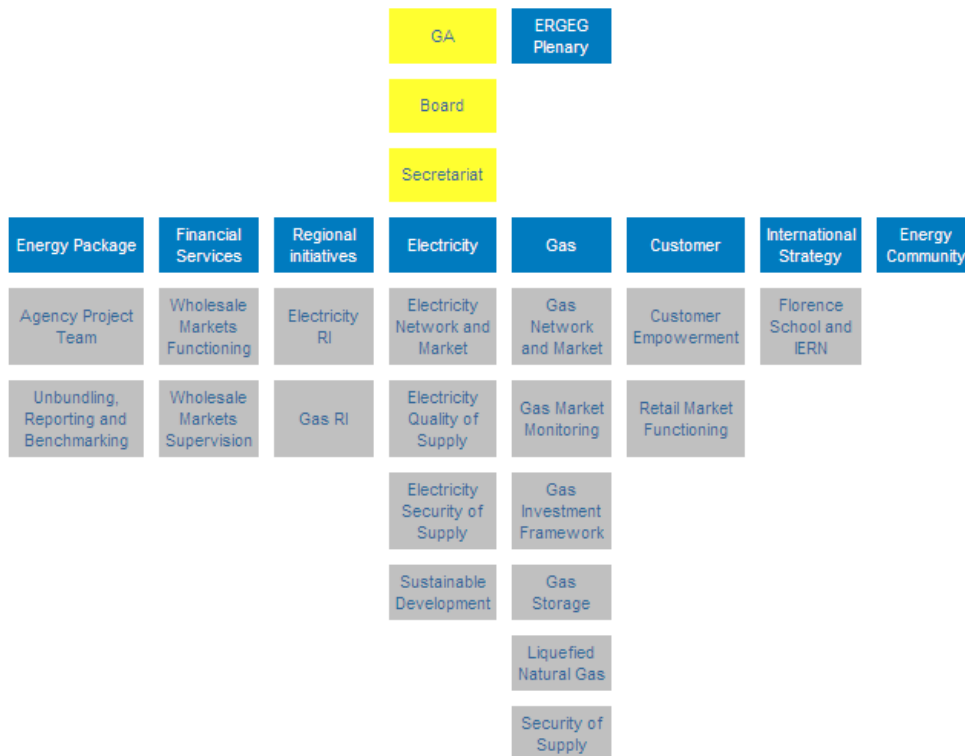 GA
ERGEG
Plenary
Board
Secretariat
Energy Package
Financial
Services
Regional
initiatives
Electricity
Gas
Customer
International
Strategy
Energy
Community
Agency Project
Team
Wholesale
Markets
Functioning
Electricity
RI
Electricity
Network and
Market
Gas
Network
and Market
Customer
Empowerment
Florence
School and
IERN
Unbundling,
Reporting and
Benchmarking
Wholesale
Markets
Supervision
Gas RI
Electricity
Quality of
Supply
Gas Market
Monitoring
Retail Market
Functioning
Electricity
Security of
Supply
Gas
Investment
Framework
Sustainable
Development
Gas
Storage
Liquefied
Natural Gas
Security of
Supply